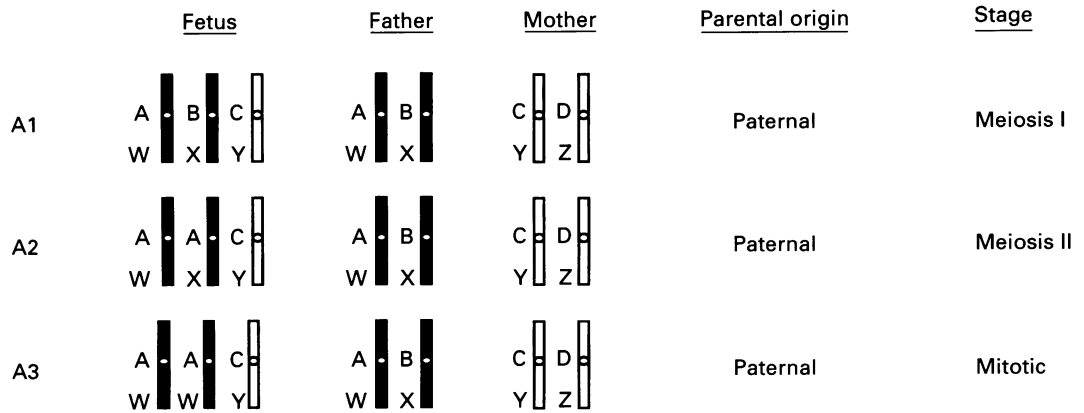 Fetus Father Mother Parental origin Stage
A B C A B C D
A1 Paternal Meiosis I
W X Y W X Y Z
A A C A B C D
A2 Paternal Meiosis II
W X Y W X Y Z
A A C A B C D
A3 Paternal Mitotic
W W Y W X Y Z